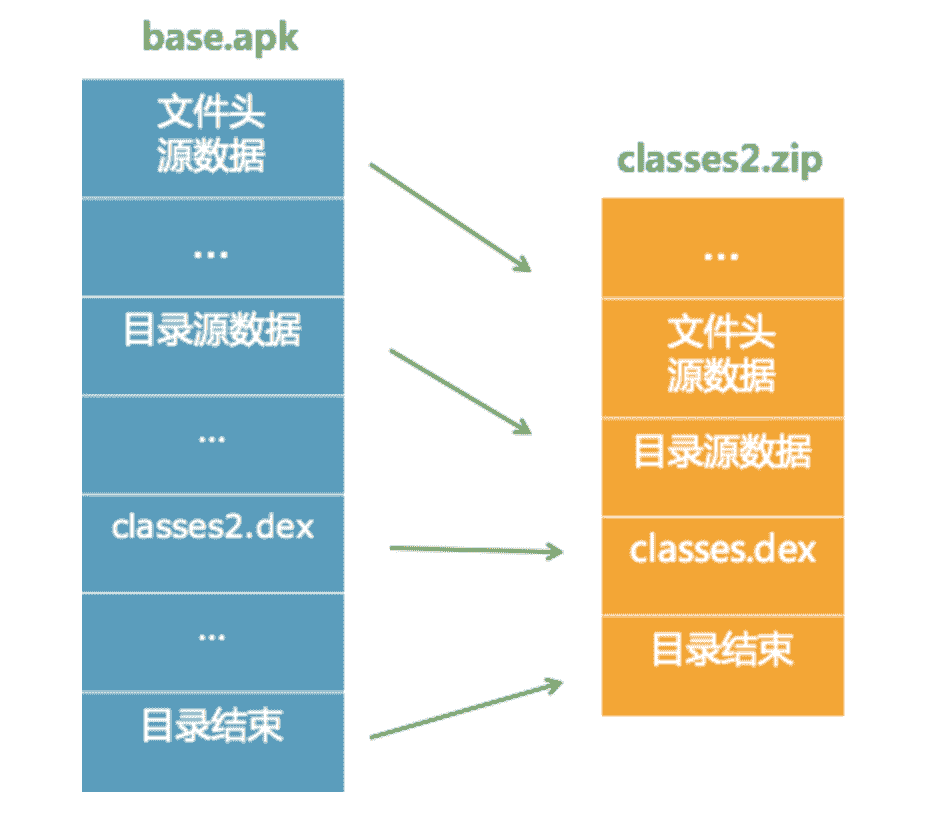 base.apk
文件头
源数据
...
目录源数据
...
classes2.dex
...
目录结束
classes2.zip
...
文件头
源数据
目录源数据
classes.dex
目录结束